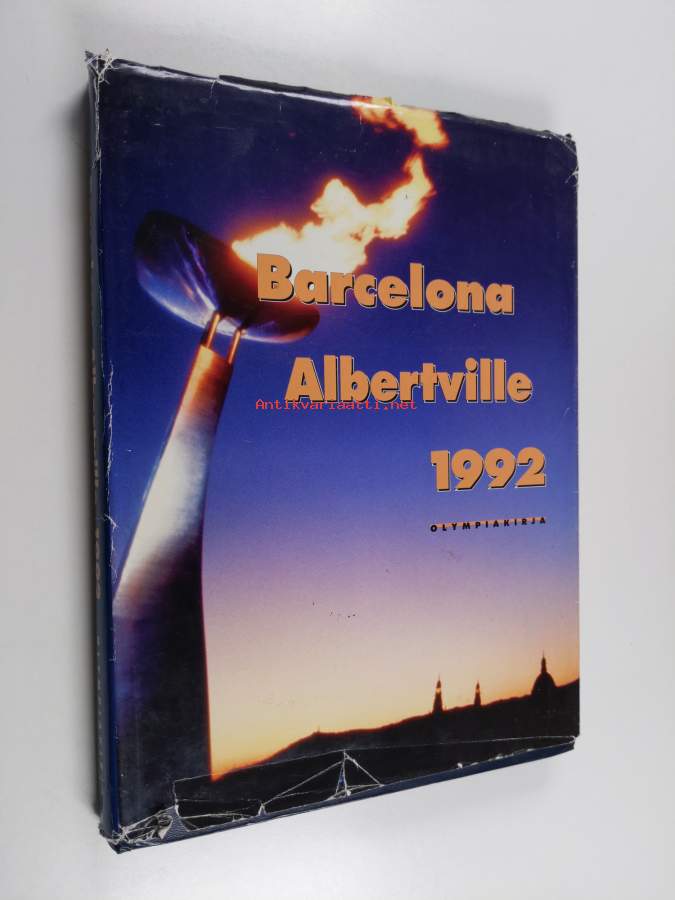 Barcelona
Albertville
Antikvariaatti.net
1992
OLYMPIAKIRJA